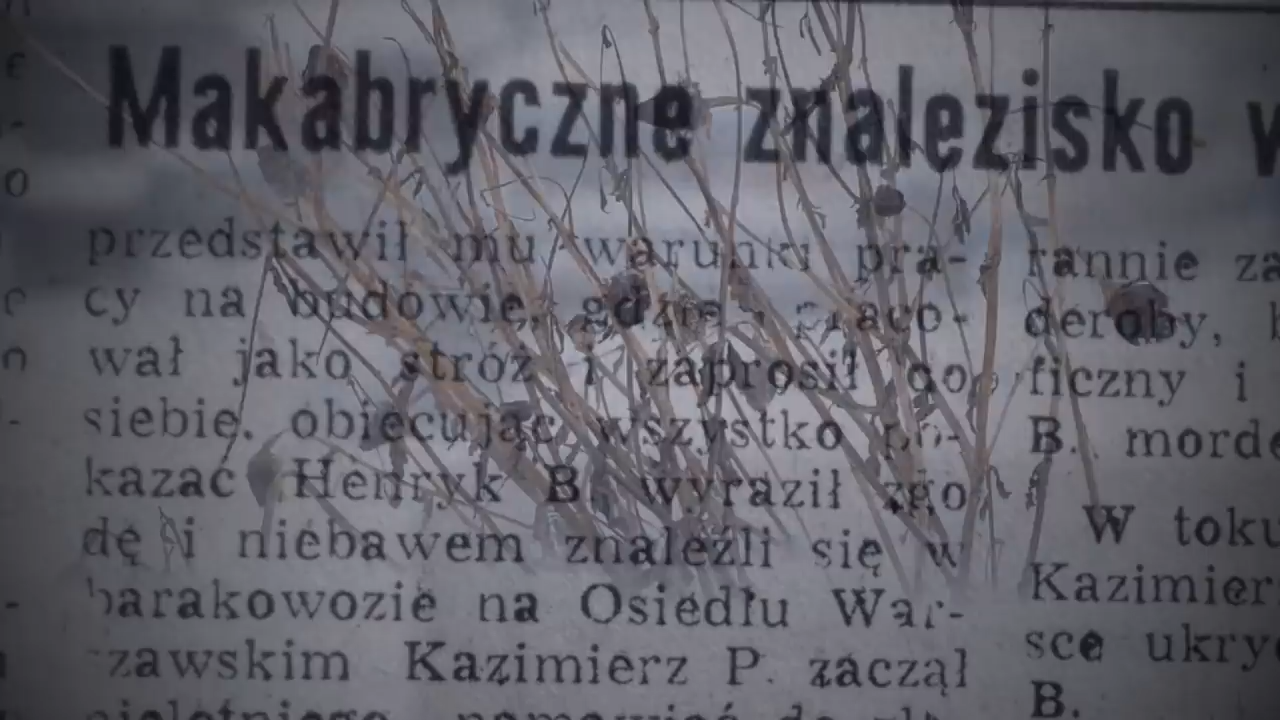 Makabryczne znalezisko
przedstawił mu warunki pra-
cy na budowie, gdzie praco-
wał jako stróż i zaprosił do
siebie, obiecując wszystko po-
kazać Henryk B. wyraził zgo
dę i niebawem znaleźli się w
barakowozie na Osiedlu War-
szawskim Kazimierz P. zaczął
rannie za
deroby,
ficzny i
B. morde
W toku
Kazimier
sce ukry
B.